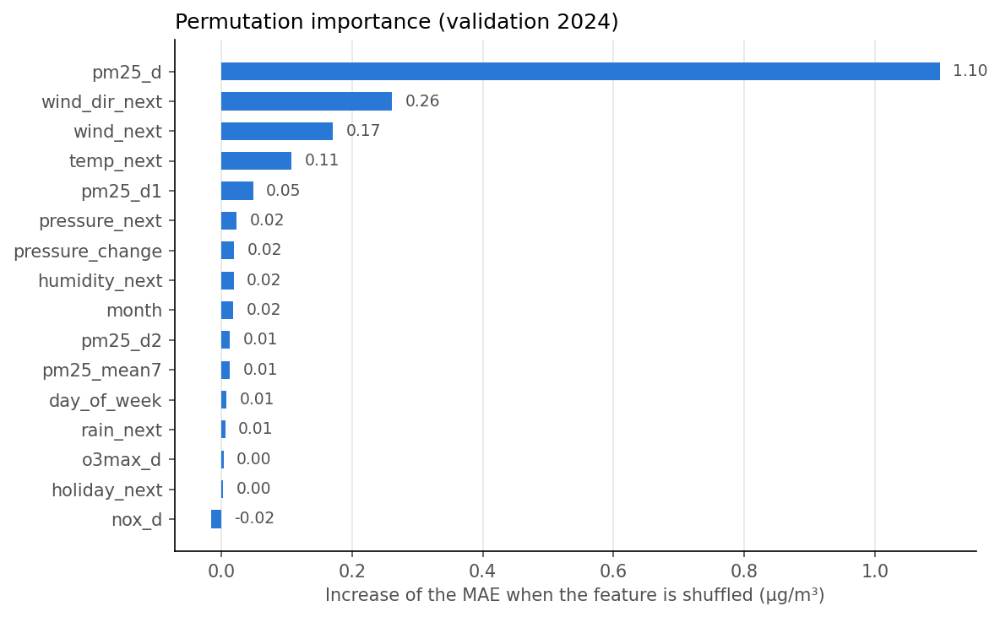 Permutation importance (validation 2024)
pm25_d 1.10
wind_dir_next 0.26
wind_next 0.17
temp_next 0.11
pm25_d1 0.05
pressure_next 0.02
pressure_change 0.02
humidity_next 0.02
month 0.02
pm25_d2 0.01
pm25_mean7 0.01
day_of_week 0.01
rain_next 0.01
o3max_d 0.00
holiday_next 0.00
nox_d -0.02
0.0 0.2 0.4 0.6 0.8 1.0
Increase of the MAE when the feature is shuffled (µg/m³)